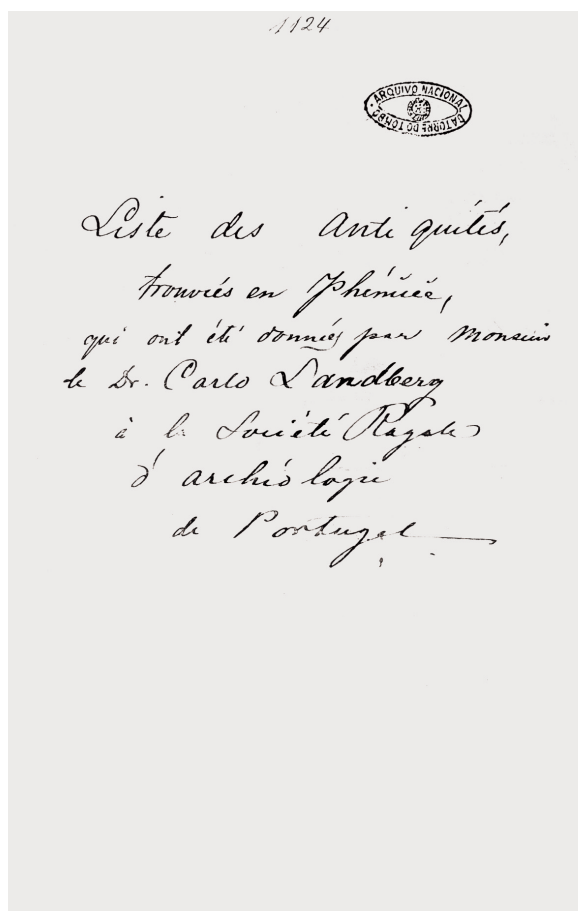 1124
ARQUIVO NACIONAL DA TORRE DO TOMBO
Liste des Antiquités,
trouvées en Phénicie,
qui ont été données par Monsieur
le Dr. Carlo Landberg
à la Société Royale
d'archéologie
de Portugal